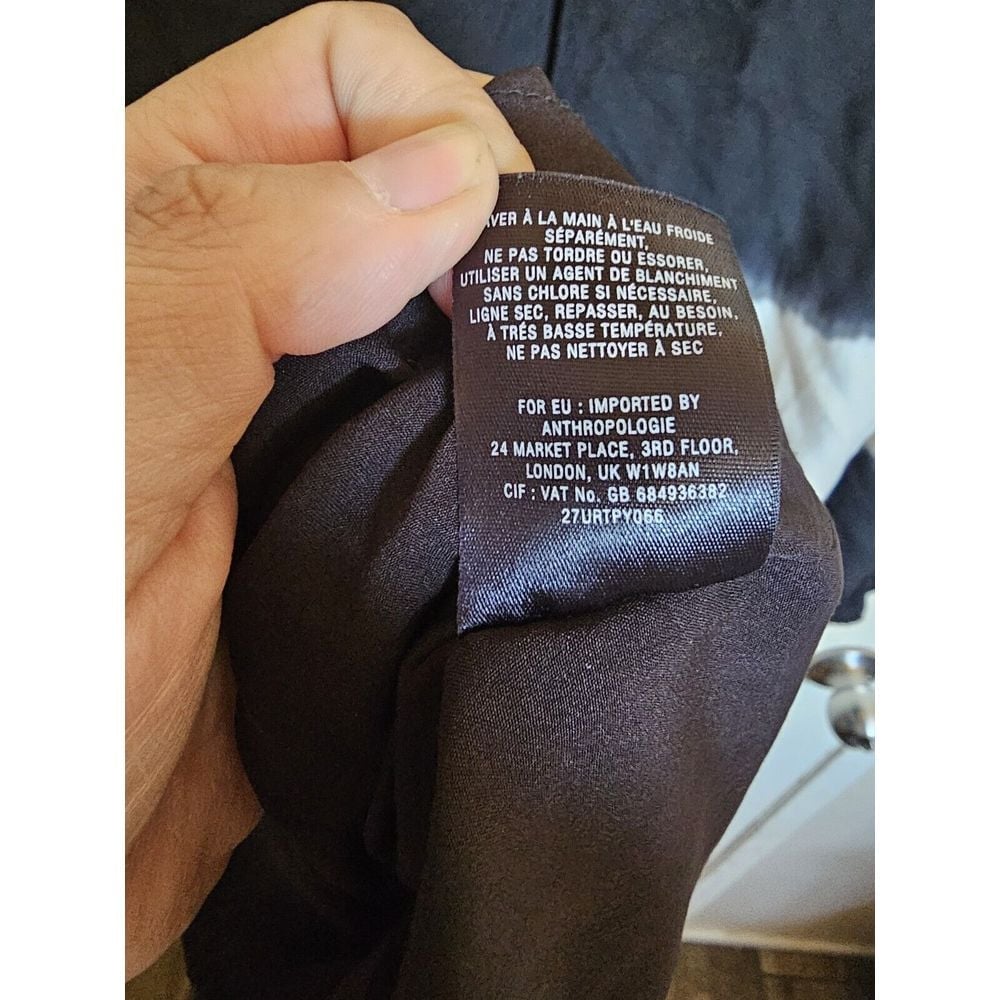 AVER À LA MAIN À L'EAU FROIDE
SÉPARÉMENT,
NE PAS TORDRE OU ESSORER,
UTILISER UN AGENT DE BLANCHIMENT
SANS CHLORE SI NÉCESSAIRE,
LIGNE SEC, REPASSER, AU BESOIN,
À TRÉS BASSE TEMPÉRATURE,
NE PAS NETTOYER À SEC
FOR EU : IMPORTED BY
ANTHROPOLOGIE
24 MARKET PLACE, 3RD FLOOR,
LONDON, UK W1W8AN
CIF : VAT No. GB 684936382
27URTPY066